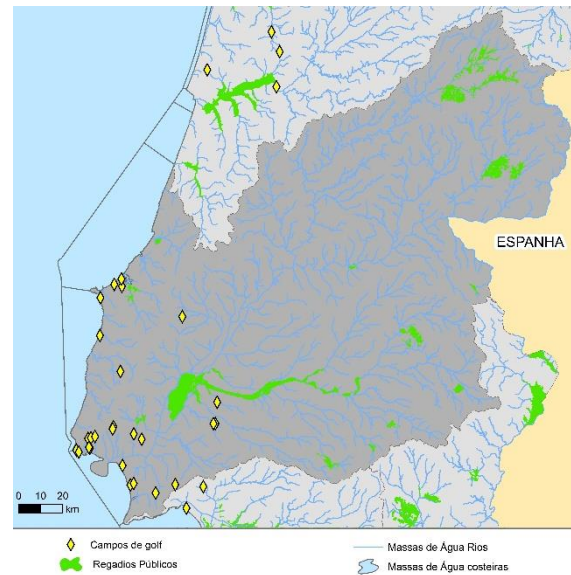 ESPANHA
0 10 20
km
Campos de golf
Regadios Públicos
Massas de Água Rios
Massas de Água costeiras